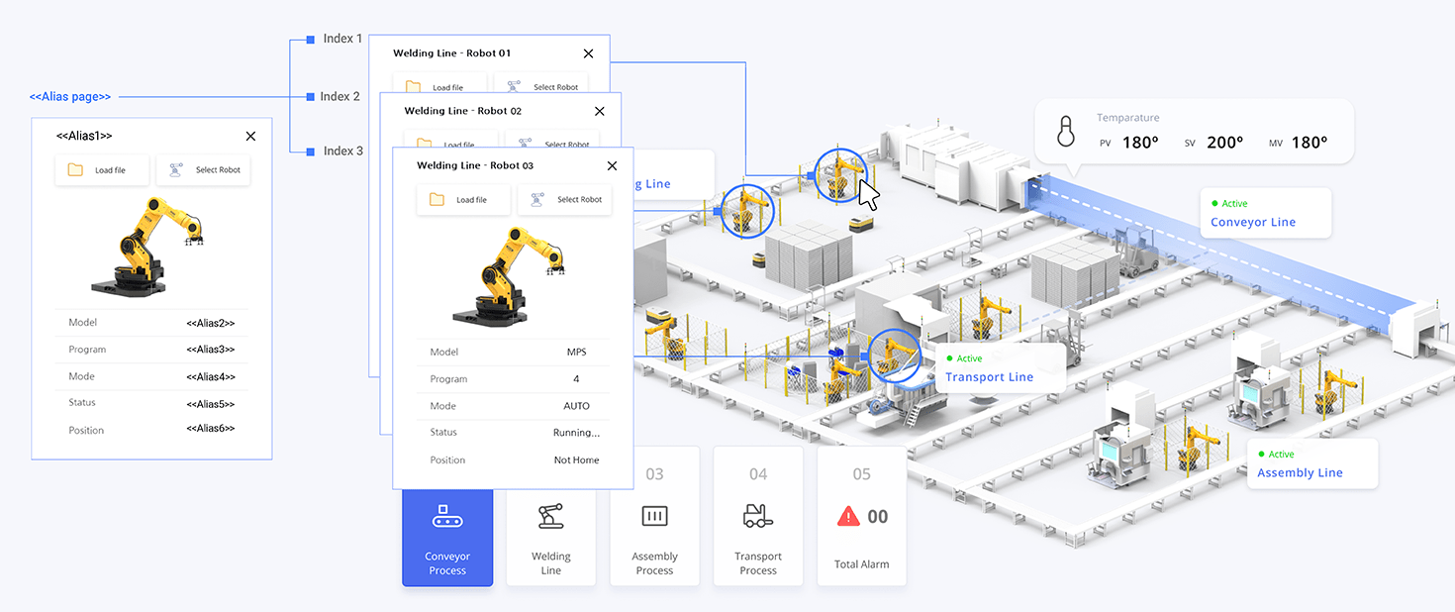 <<Alias page>>
Index 1
Index 2
Index 3
<<Alias1>>
Load file
Select Robot
Model
<<Alias2>>
Program
<<Alias3>>
Mode
<<Alias4>>
Status
<<Alias5>>
Position
<<Alias6>>
Welding Line - Robot 01
Load file
Select Robot
Welding Line - Robot 02
Load file
Select Robot
Welding Line - Robot 03
Load file
Select Robot
Model
MPS
Program
4
Mode
AUTO
Status
Running...
Position
Not Home
g Line
Temparature
PV 180º SV 200º MV 180º
Active
Conveyor Line
Active
Transport Line
Active
Assembly Line
Conveyor
Process
Welding
Line
03
Assembly
Process
04
Transport
Process
05
00
Total Alarm